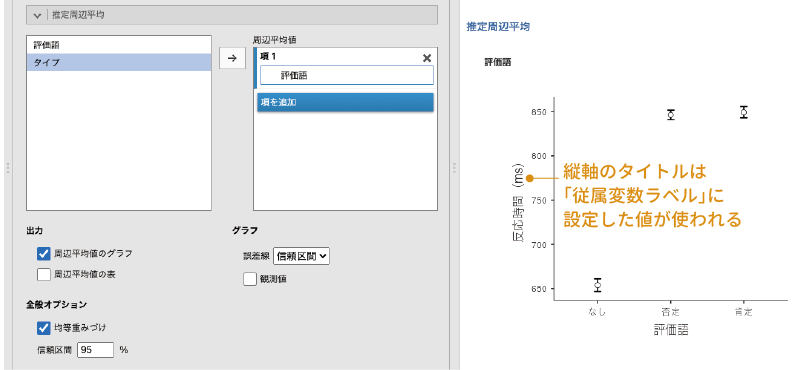 推定周辺平均
評価語
タイプ
周辺平均値
項 1
評価語
項を追加
出力
周辺平均値のグラフ
周辺平均値の表
全般オプション
均等重みづけ
信頼区間 95 %
グラフ
誤差線 信頼区間
観測値
推定周辺平均
評価語
850
800
750
700
650
反応時間 (ms)
縦軸のタイトルは
「従属変数ラベル」に
設定した値が使われる
なし 否定 肯定
評価語